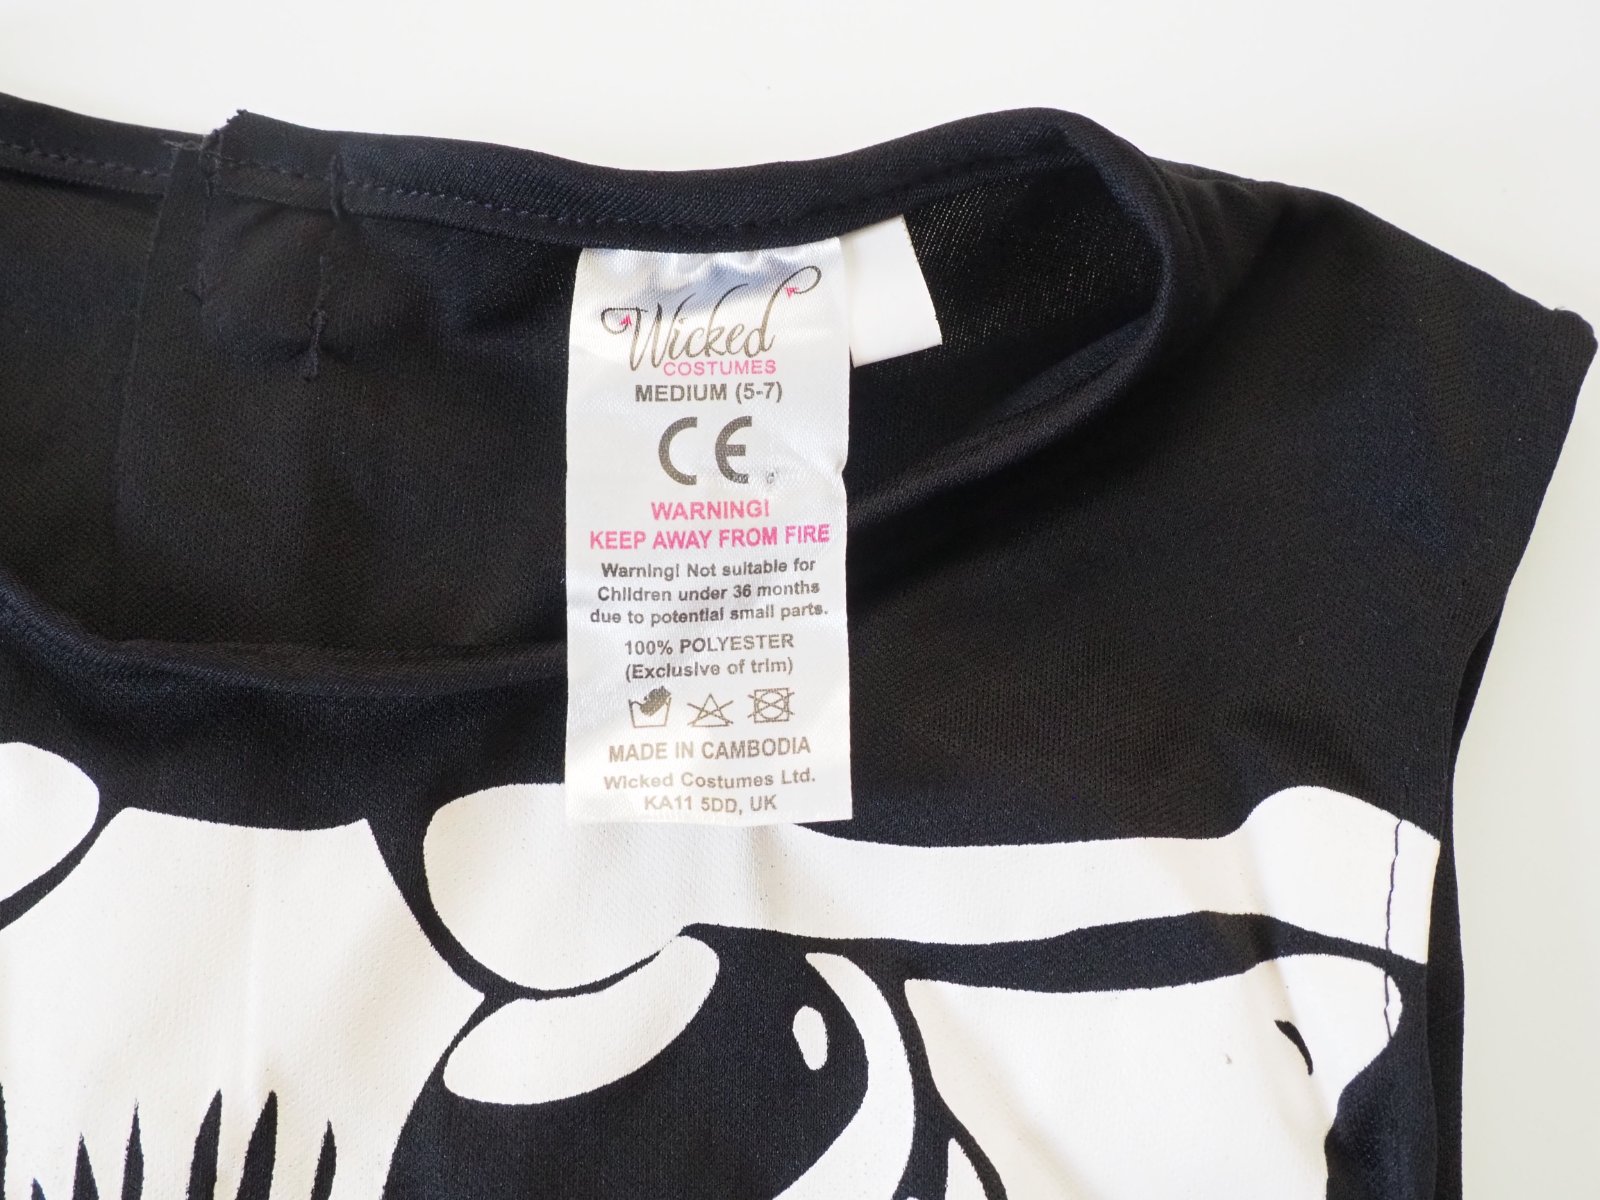 Wicked
COSTUMES
MEDIUM (5-7)
CE
WARNING!
KEEP AWAY FROM FIRE
Warning! Not suitable for
Children under 36 months
due to potential small parts.
100% POLYESTER
(Exclusive of trim)
MADE IN CAMBODIA
Wicked Costumes Ltd.
KA11 5DD, UK